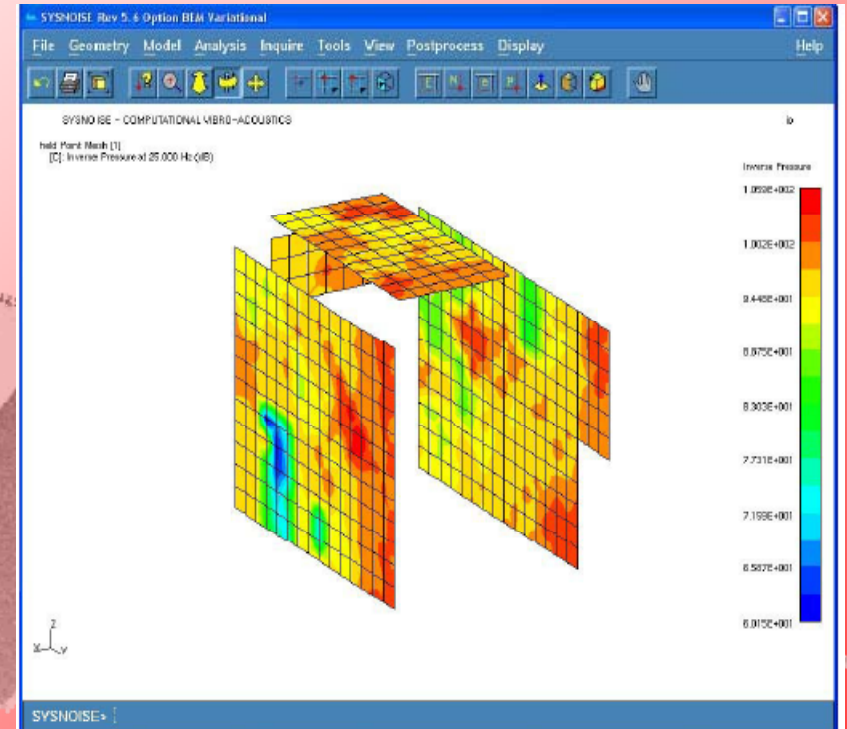 SYSNOISE Rev 5.6 Option BEM Variational
File Geometry Model Analysis Inquire Tools View Postprocess Display Help
SYSNOISE - COMPUTATIONAL VIBRO-ACOUSTICS
Field Point Mesh (1)
[C]: Inverse Pressure at 25.000 Hz (dB)
Inverse Pressure
1.059E+002
1.002E+002
9.448E+001
8.875E+001
8.303E+001
7.731E+001
7.159E+001
6.587E+001
6.015E+001
Z
X Y
SYSNOISE>